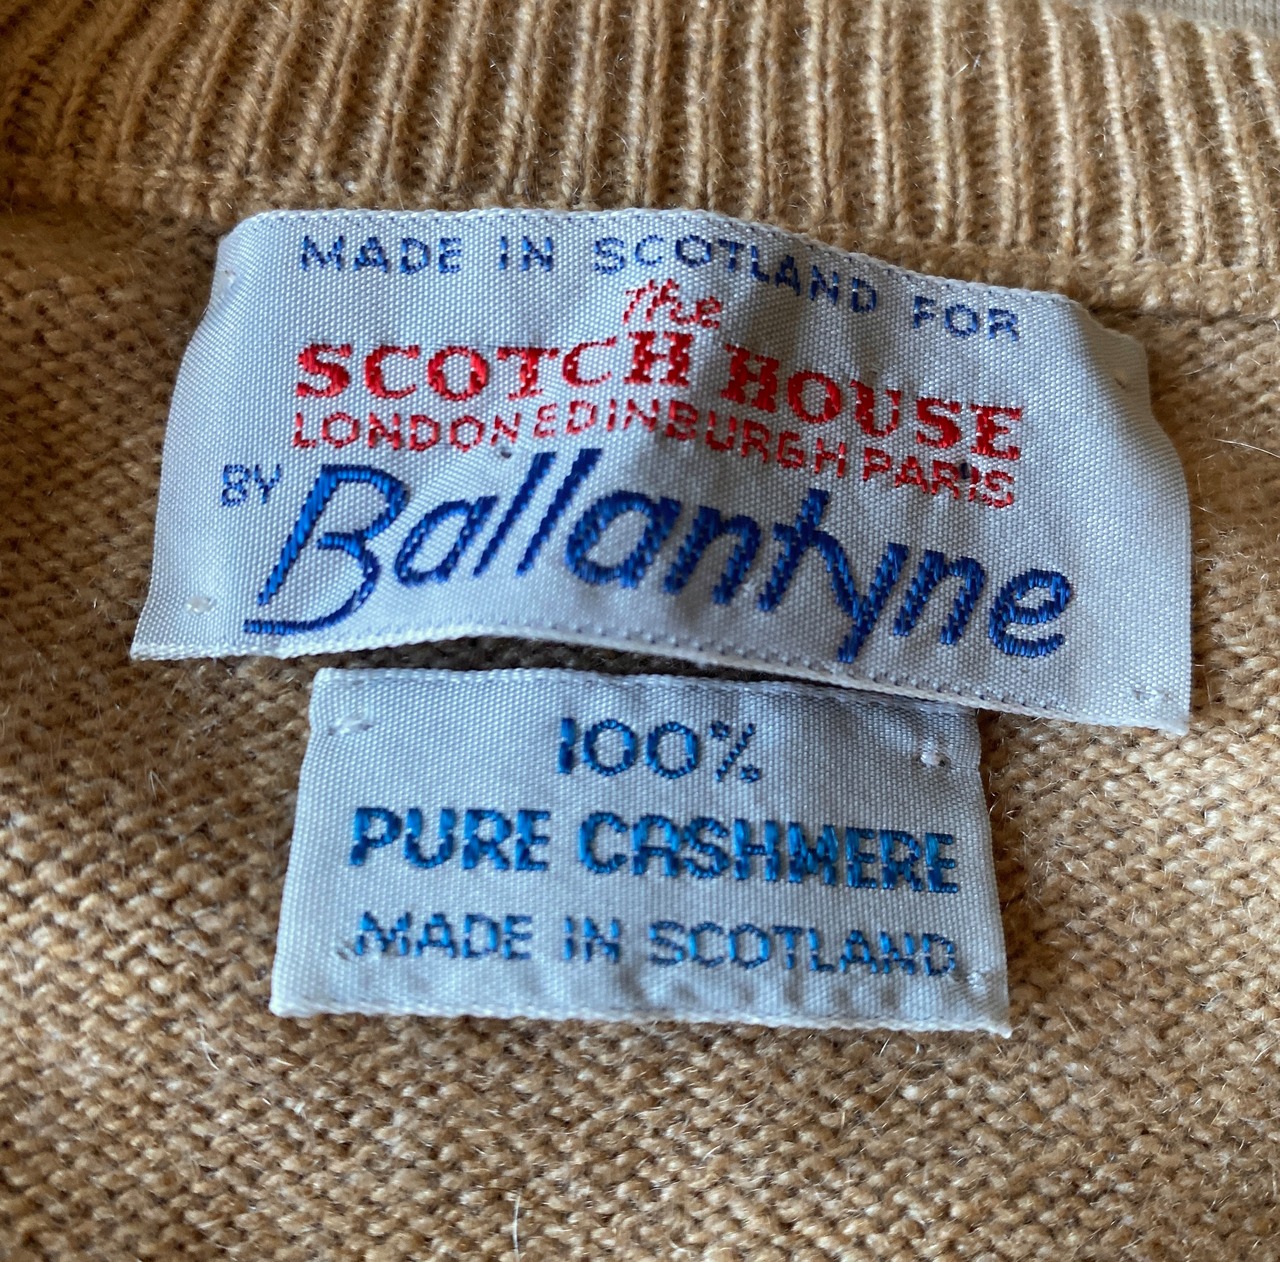 MADE IN SCOTLAND FOR
The
SCOTCH HOUSE
LONDON EDINBURGH PARIS
BY Ballantyne
100%
PURE CASHMERE
MADE IN SCOTLAND